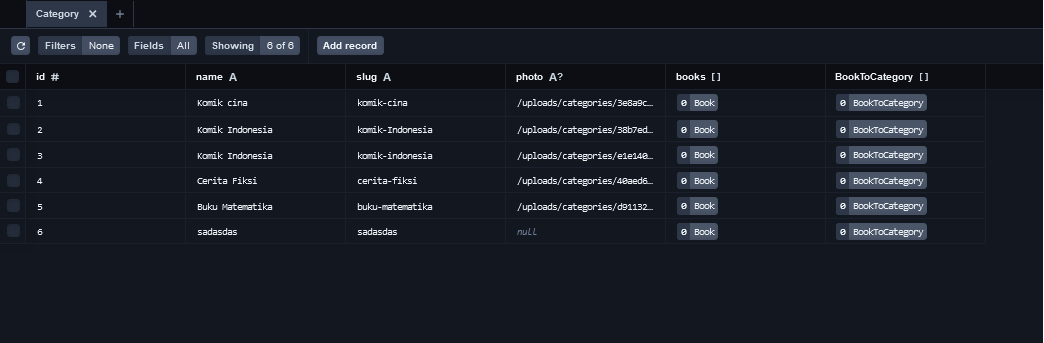 Category ✕ +
Filters None Fields All Showing 6 of 6 Add record
id # name A slug A photo A? books [] BookToCategory []
1 Komik cina komik-cina /uploads/categories/3e8a9c… 0 Book 0 BookToCategory
2 Komik Indonesia komik-Indonesia /uploads/categories/38b7ed… 0 Book 0 BookToCategory
3 Komik Indonesia komik-indonesia /uploads/categories/e1e140… 0 Book 0 BookToCategory
4 Cerita Fiksi cerita-fiksi /uploads/categories/40aed6… 0 Book 0 BookToCategory
5 Buku Matematika buku-matematika /uploads/categories/d91132… 0 Book 0 BookToCategory
6 sadasdas sadasdas null 0 Book 0 BookToCategory